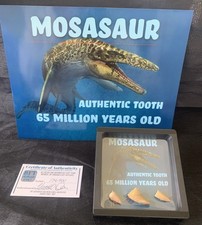 MOSASAUR
AUTHENTIC TOOTH
65 MILLION YEARS OLD
MOSASAUR
AUTHENTIC TOOTH
65 MILLION YEARS OLD
Certificate of Authenticity